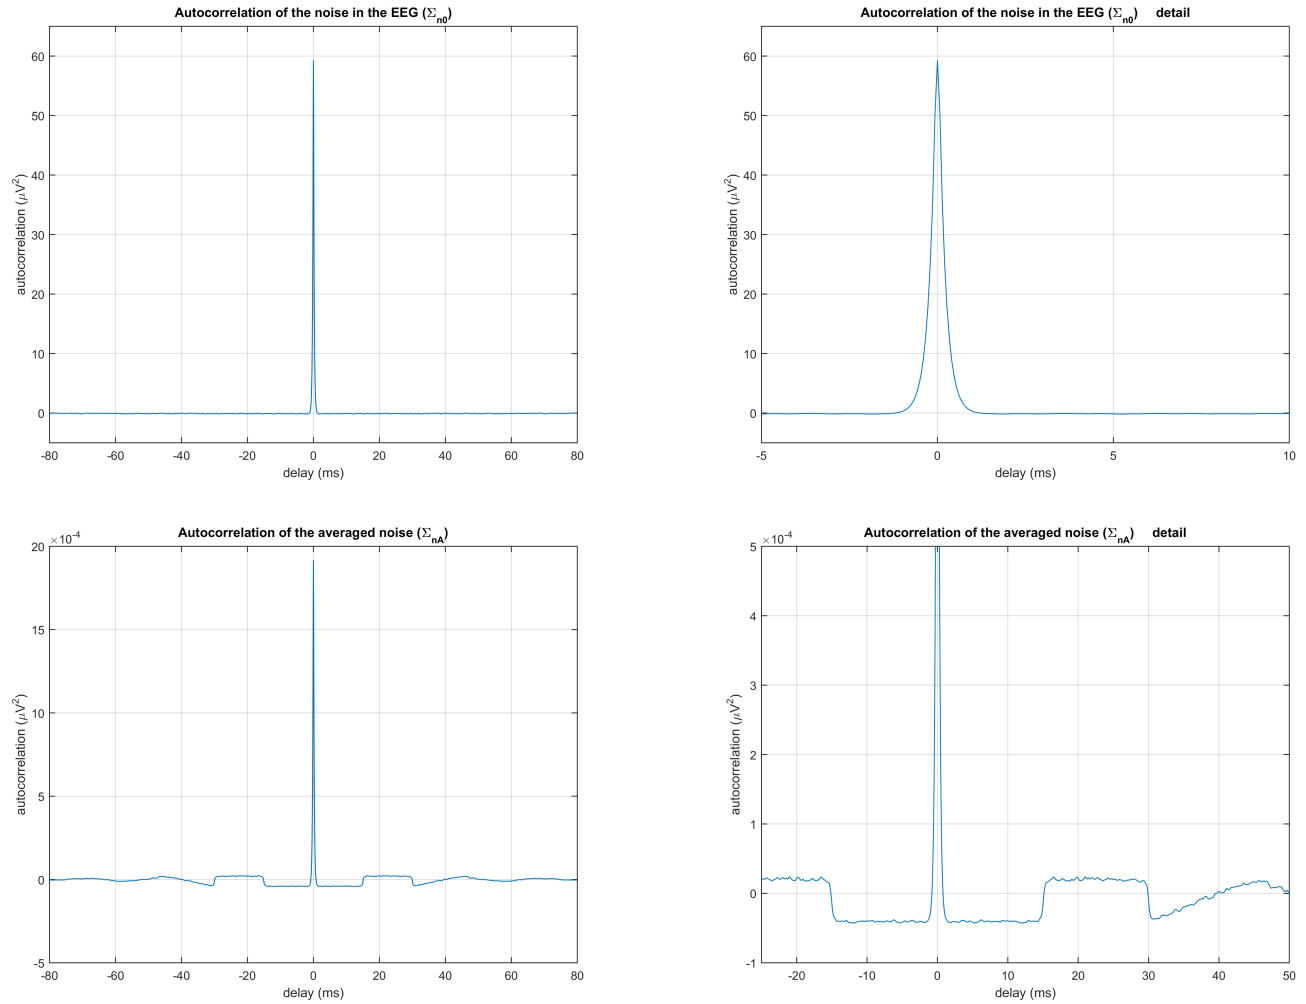 Autocorrelation of the noise in the EEG (Σn0)
60
50
40
30
20
10
0
autocorrelation (μV2)
-80 -60 -40 -20 0 20 40 60 80
delay (ms)
Autocorrelation of the noise in the EEG (Σn0) detail
60
50
40
30
20
10
0
autocorrelation (μV2)
-5 0 5 10
delay (ms)
Autocorrelation of the averaged noise (ΣnA)
×10-4
20
15
10
5
0
-5
autocorrelation (μV2)
-80 -60 -40 -20 0 20 40 60 80
delay (ms)
Autocorrelation of the averaged noise (ΣnA) detail
×10-4
5
4
3
2
1
0
-1
autocorrelation (μV2)
-20 -10 0 10 20 30 40 50
delay (ms)